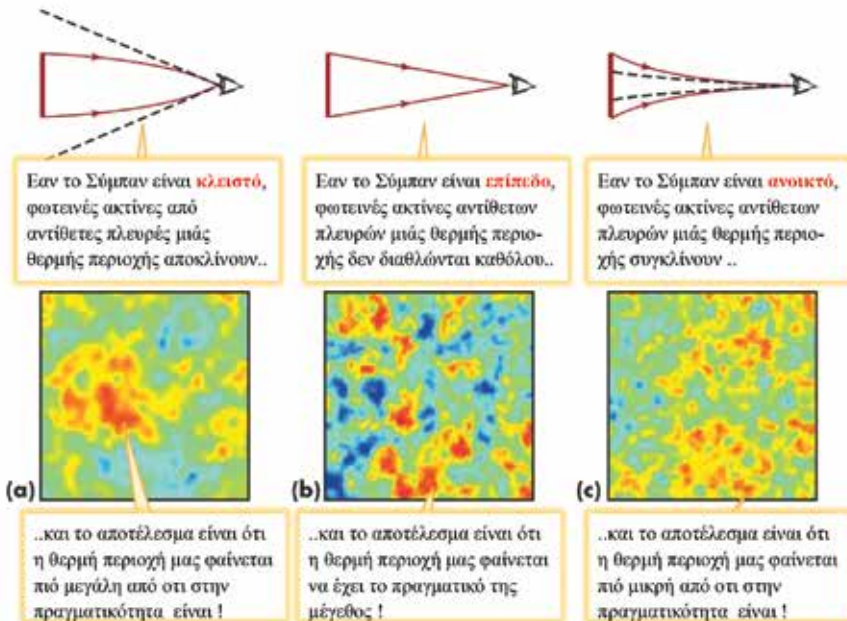 Εαν το Σύμπαν είναι κλειστό,
φωτεινές ακτίνες από
αντίθετες πλευρές μιάς
θερμής περιοχής αποκλίνουν..
Εαν το Σύμπαν είναι επίπεδο,
φωτεινές ακτίνες αντίθετων
πλευρών μιάς θερμής περιο-
χής δεν διαθλώνται καθόλου..
Εαν το Σύμπαν είναι ανοικτό,
φωτεινές ακτίνες αντίθετων
πλευρών μιάς θερμής περιο-
χής συγκλίνουν ..
(a)
(b)
(c)
..και το αποτέλεσμα είναι ότι
η θερμή περιοχή μας φαίνεται
πιό μεγάλη από οτι στην
πραγματικότητα είναι !
..και το αποτέλεσμα είναι ότι
η θερμή περιοχή μας φαίνεται
να έχει το πραγματικό της
μέγεθος !
..και το αποτέλεσμα είναι ότι
η θερμή περιοχή μας φαίνεται
πιό μικρή από οτι στην
πραγματικότητα είναι !